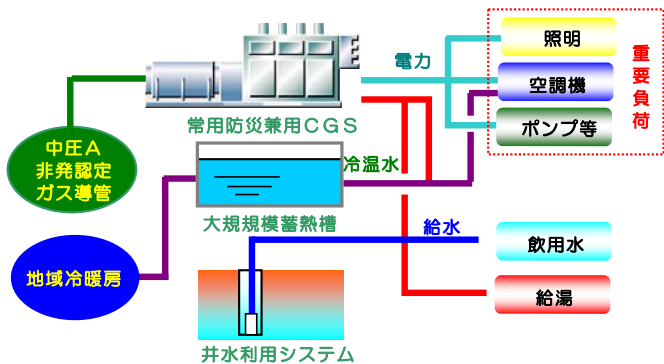 照明
電力
空調機
重要負荷
常用防災兼用CGS
ポンプ等
中圧A
非発認定
ガス導管
冷温水
大規規模蓄熱槽
給水
飲用水
地域冷暖房
給湯
井水利用システム